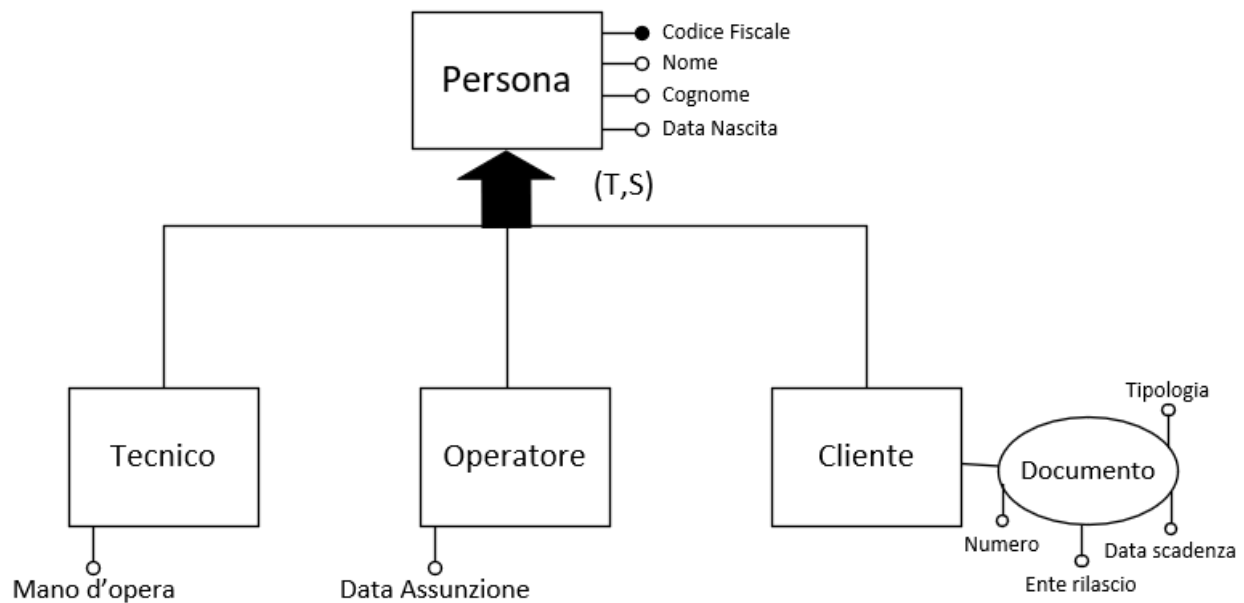 Persona
Codice Fiscale
Nome
Cognome
Data Nascita
(T,S)
Tecnico
Operatore
Cliente
Documento
Tipologia
Numero
Data scadenza
Ente rilascio
Mano d’opera
Data Assunzione